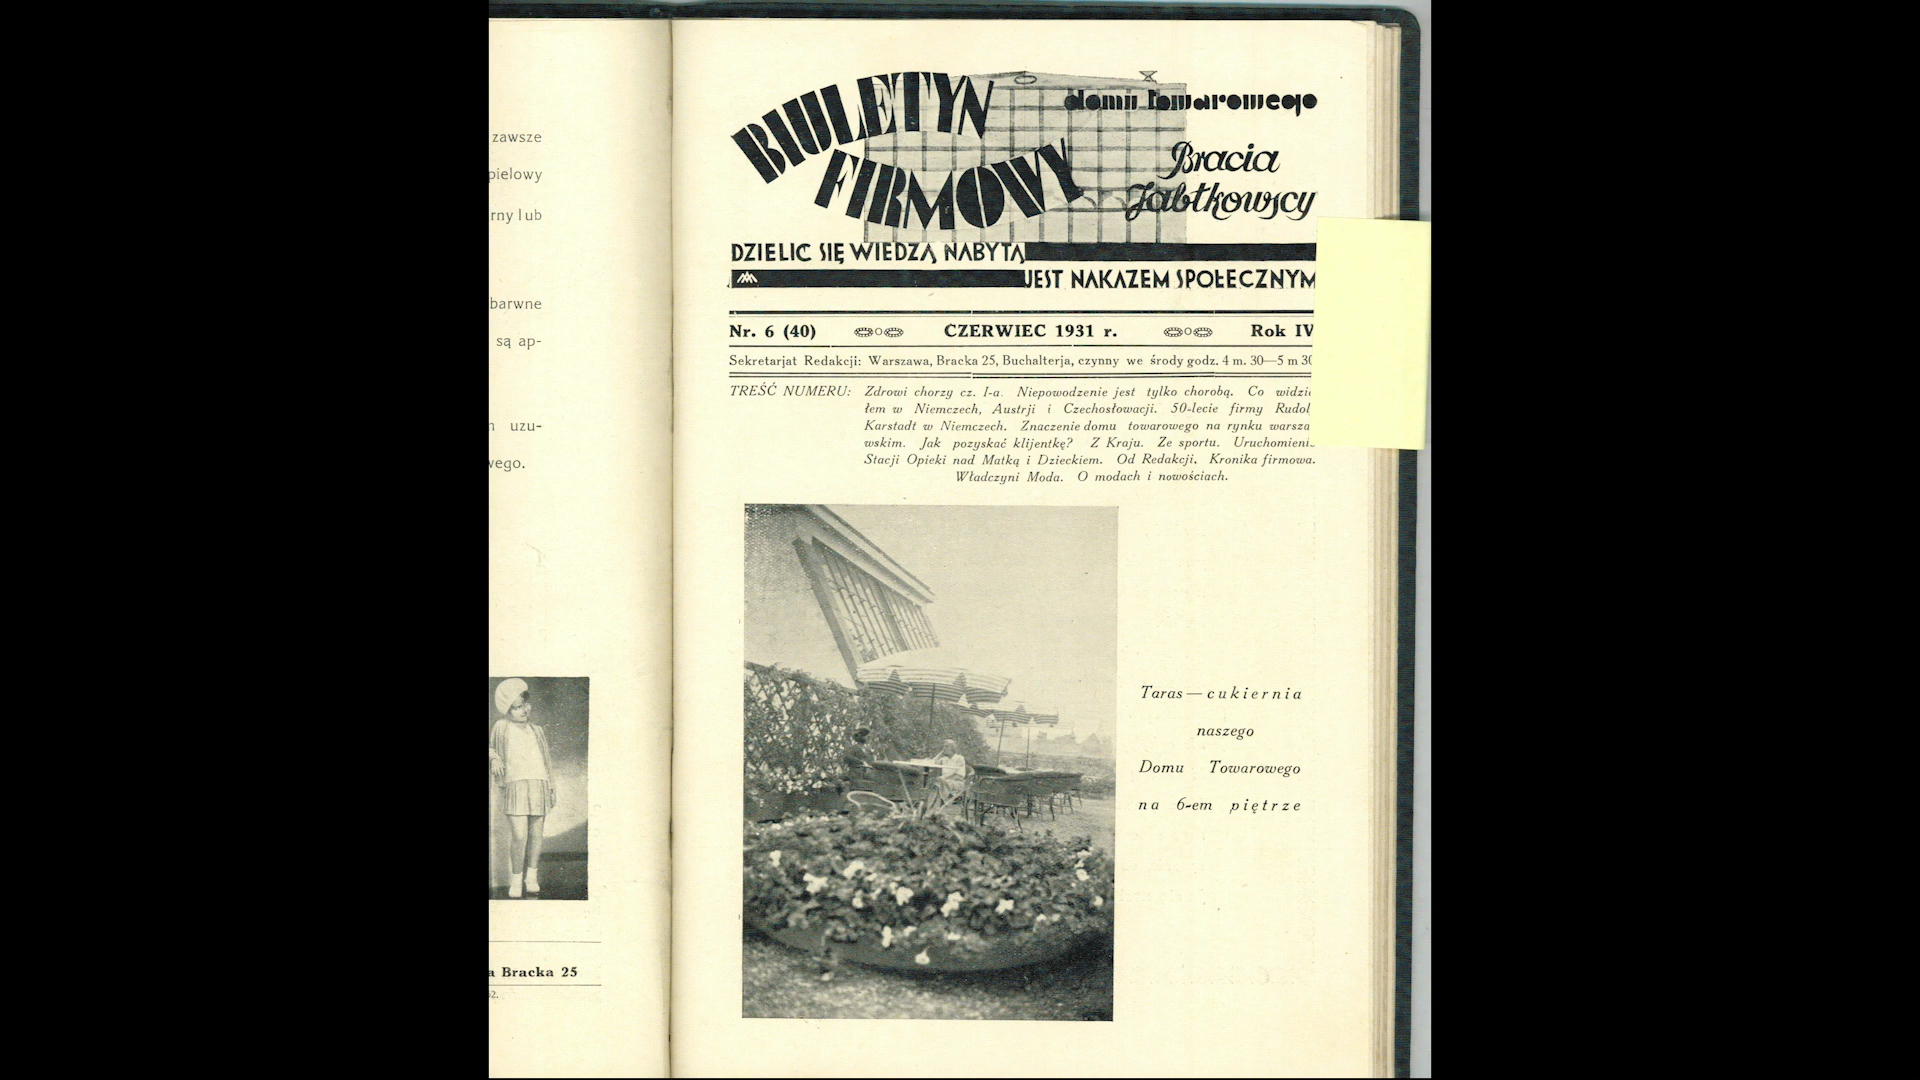 zawsze
pielowy
rny lub
barwne
są ap-
uzu-
wego.
a Bracka 25
BIULETYN
FIRMOWY
domu towarowego
Bracia
Jabłkowscy
DZIELIC SIĘ WIEDZĄ NABYTĄ
JEST NAKAZEM SPOŁECZNYM
Nr. 6 (40) CZERWIEC 1931 r. Rok IV
Sekretarjat Redakcji: Warszawa, Bracka 25, Buchalterja, czynny we środy godz. 4 m. 30—5 m 30
TREŚĆ NUMERU: Zdrowi chorzy cz. I-a. Niepowodzenie jest tylko chorobą. Co widzia
łem w Niemczech, Austrji i Czechosłowacji. 50-lecie firmy Rudol
Karstadt w Niemczech. Znaczenie domu towarowego na rynku warsza
wskim. Jak pozyskać klijentkę? Z Kraju. Ze sportu. Uruchomieni
Stacji Opieki nad Matką i Dzieckiem. Od Redakcji. Kronika firmowa.
Władczyni Moda. O modach i nowościach.
Taras — cukiernia
naszego
Domu Towarowego
na 6-em piętrze